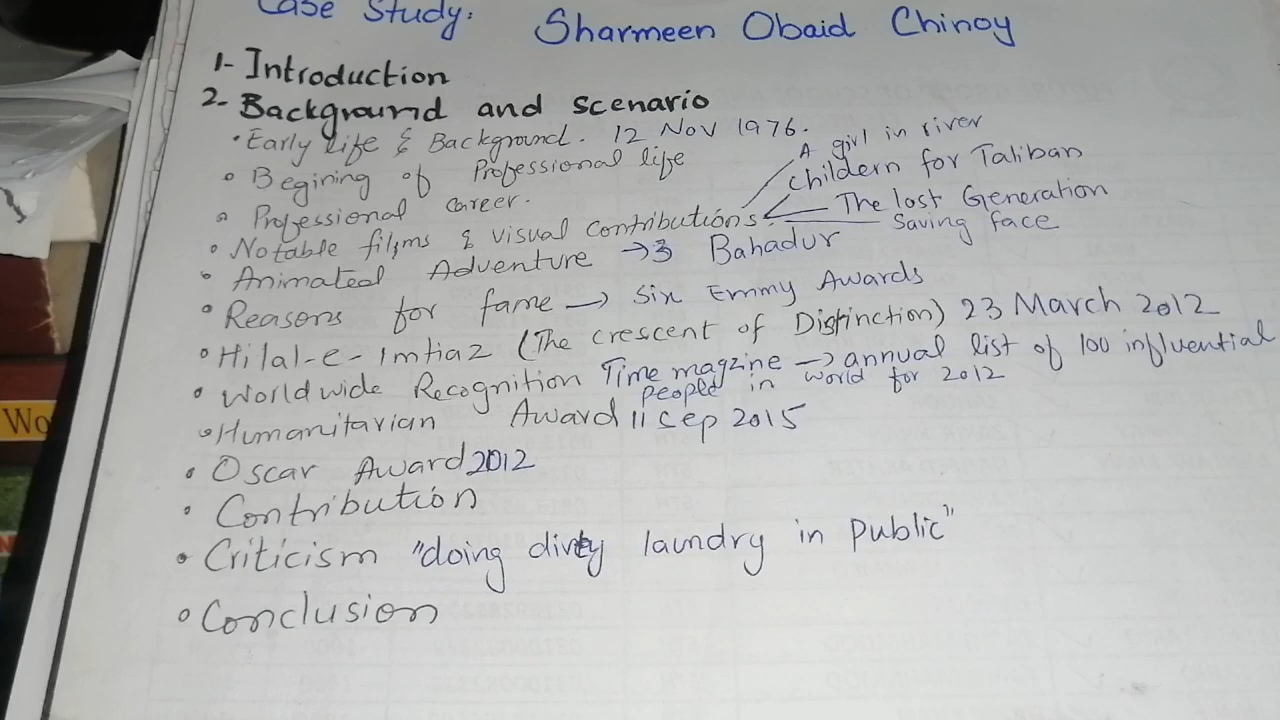 Case Study: Sharmeen Obaid Chinoy
1- Introduction
2- Background and scenario
• Early life & Background. 12 Nov 1976.
• Begining of Professional life
• Professional career.
• Notable films & visual contributions
A girl in river
Childern for Taliban
The lost Generation
Saving face
• Animated Adventure → 3 Bahadur
• Reasons for fame → Six Emmy Awards
• Hilal-e-Imtiaz (The crescent of Distinction) 23 March 2012
• Worldwide Recognition Time magzine → annual list of 100 influential
people in world for 2012
• Humanitarian Award 11 Sep 2015
• Oscar Award 2012
• Contribution
• Criticism "doing dirty laundry in public"
• Conclusion
Wo